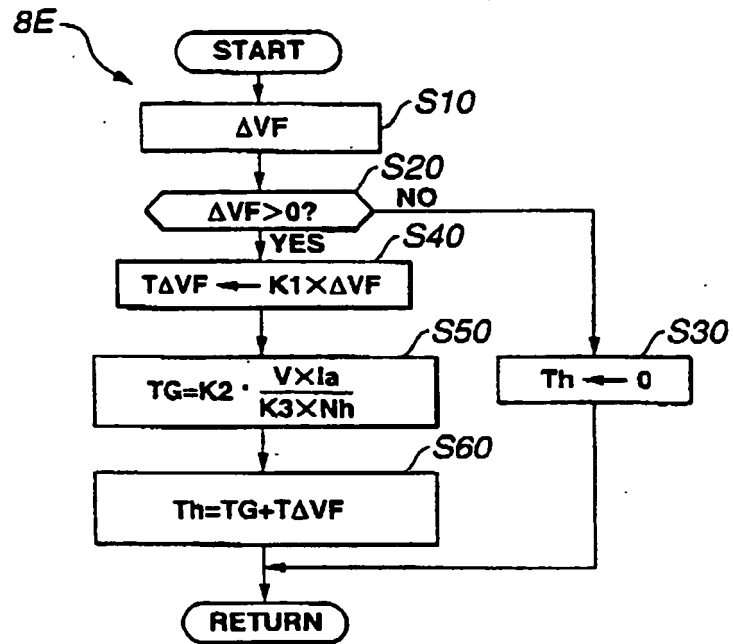 8E
START
S10
ΔVF
S20
ΔVF>0?
NO
YES
S40
TΔVF ← K1×ΔVF
S50
TG=K2・V×Ia/K3×Nh
S30
Th ← 0
S60
Th=TG+TΔVF
RETURN